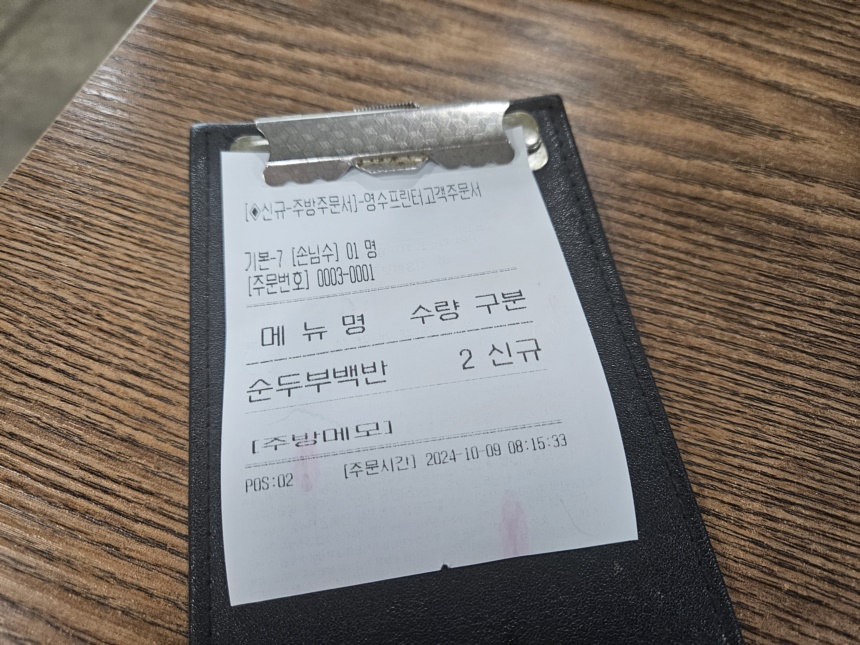 [◈신규-주방주문서]-영수프린터고객주문서
기본-7 [손님수] 01 명
[주문번호] 0003-0001
메 뉴 명 수량 구분
순두부백반 2 신규
[주방메모]
POS:02 [주문시간] 2024-10-09 08:15:33